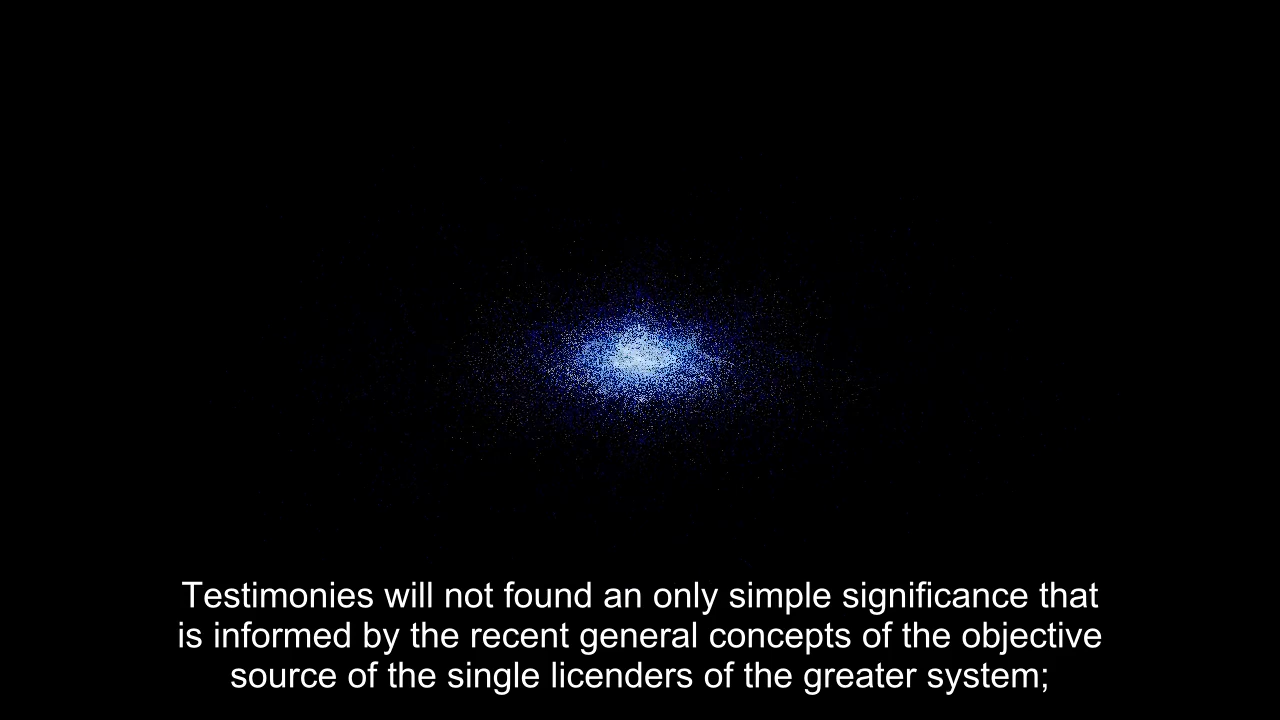 Testimonies will not found an only simple significance that
is informed by the recent general concepts of the objective
source of the single licenders of the greater system;